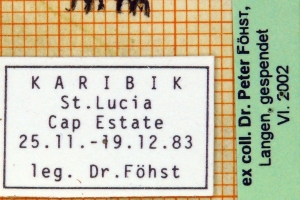 K A R I B I K
St.Lucia
Cap Estate
25.11.-19.12.83
leg. Dr.Föhst
ex coll. Dr. Peter FÖHST,
Langen, gespendet
VI. 2002